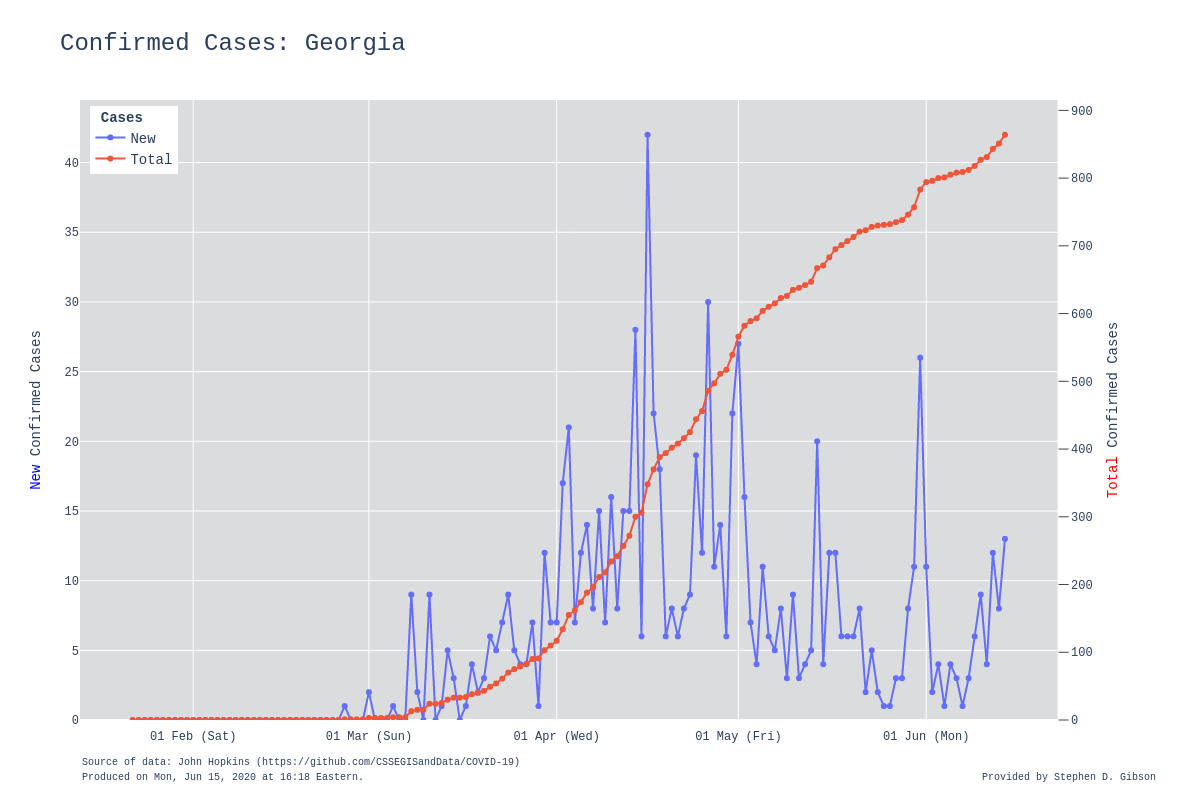 Confirmed Cases: Georgia
Cases
New
Total
0
5
10
15
20
25
30
35
40
0
100
200
300
400
500
600
700
800
900
New Confirmed Cases
Total Confirmed Cases
01 Feb (Sat)
01 Mar (Sun)
01 Apr (Wed)
01 May (Fri)
01 Jun (Mon)
Source of data: John Hopkins (https://github.com/CSSEGISandData/COVID-19)
Produced on Mon, Jun 15, 2020 at 16:18 Eastern.
Provided by Stephen D. Gibson